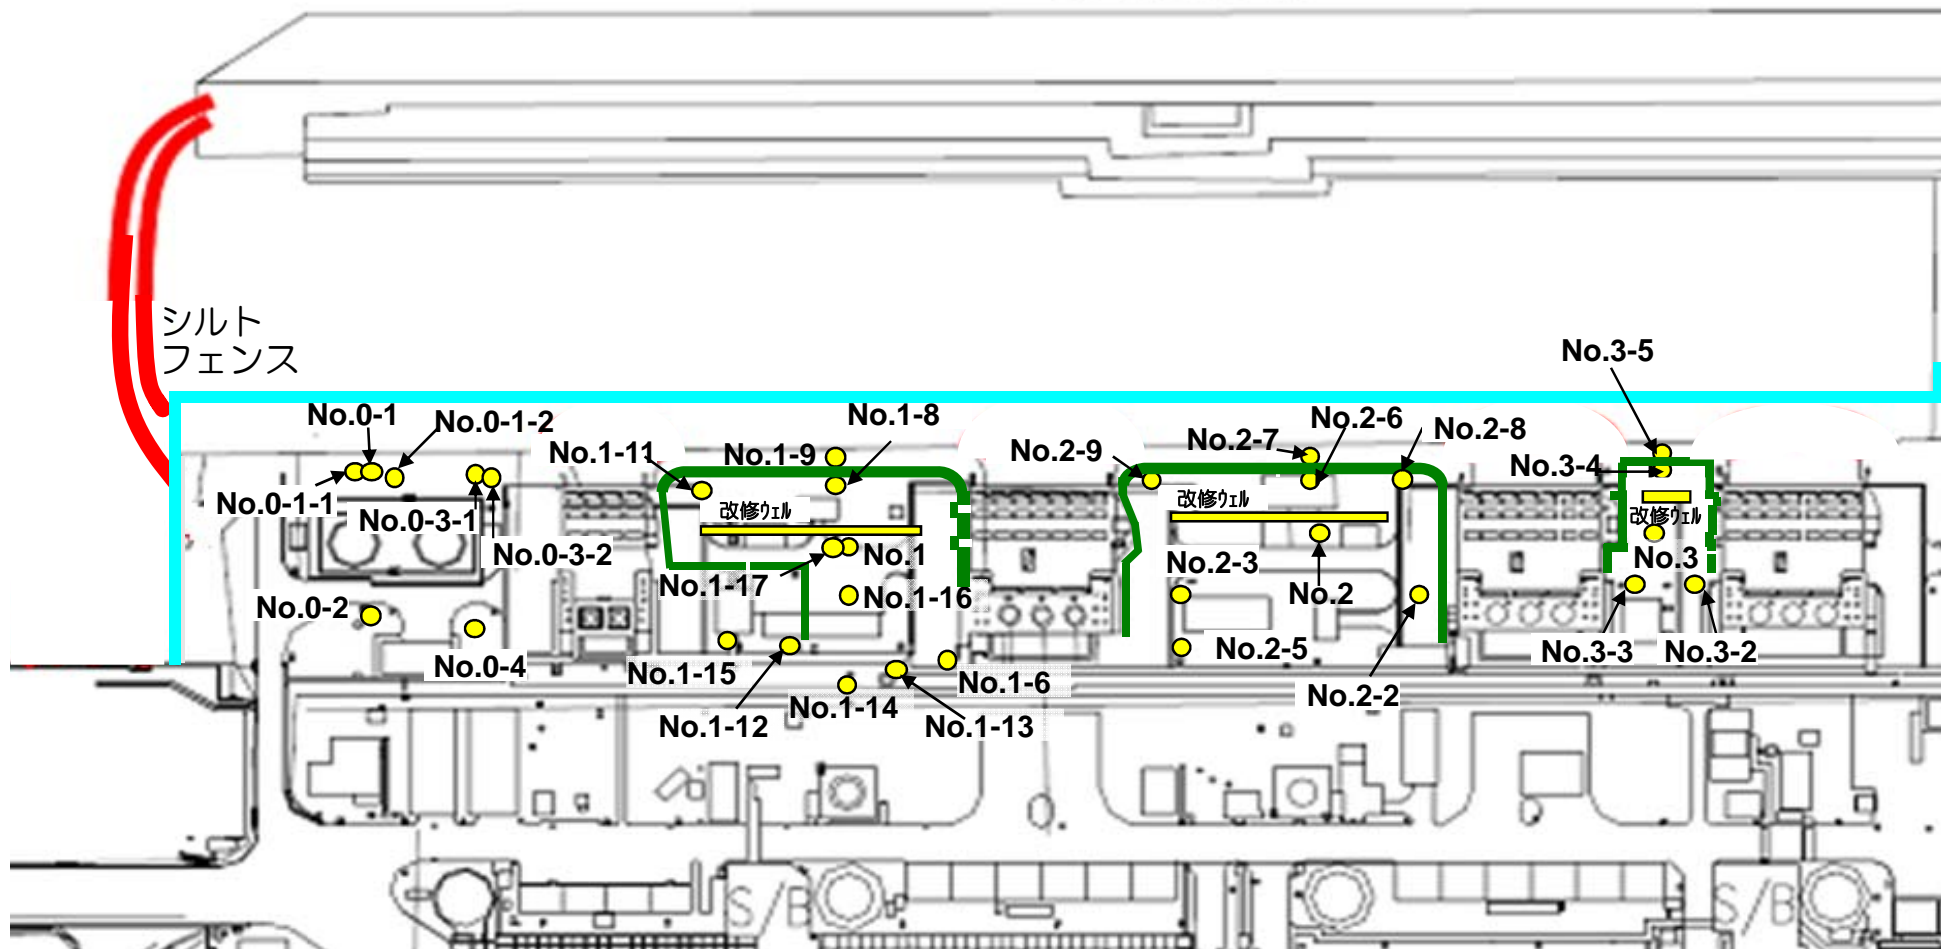 シルト
フェンス
No.3-5
No.0-1
No.0-1-2
No.1-8
No.2-6
No.2-8
No.2-7
No.2-9
No.1-11
No.1-9
No.3-4
No.0-1-1
No.0-3-1
改修ｳｪﾙ
改修ｳｪﾙ
改修ｳｪﾙ
No.0-3-2
No.1
No.3
No.2-3
No.1-17
No.1-16
No.2
No.0-2
No.2-5
No.3-3
No.3-2
No.0-4
No.1-15
No.1-6
No.2-2
No.1-14
No.1-12
No.1-13
S/B
S/B